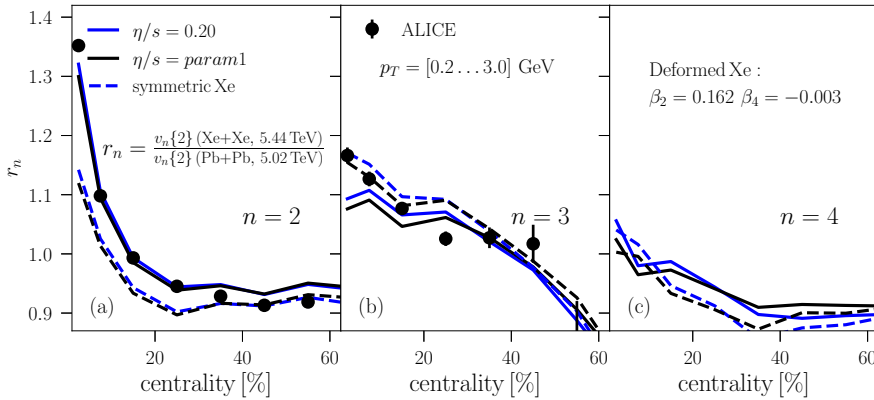 1.4
1.3
1.2
1.1
1.0
0.9
r_n
η/s = 0.20
η/s = param1
symmetric Xe
r_n = v_n{2} (Xe+Xe, 5.44 TeV) / v_n{2} (Pb+Pb, 5.02 TeV)
n = 2
(a)
20 40 60
centrality [%]
ALICE
p_T = [0.2 ... 3.0] GeV
n = 3
(b)
20 40 60
centrality [%]
Deformed Xe :
β_2 = 0.162 β_4 = −0.003
n = 4
(c)
20 40 60
centrality [%]